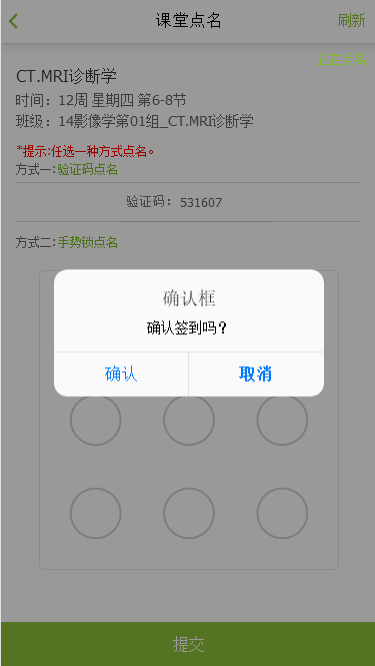 课堂点名
刷新
CT.MRI诊断学
时间：12周 星期四 第6-8节
班级：14影像学第01组_CT.MRI诊断学
*提示:任选一种方式点名。
方式一:验证码点名
验证码：531607
方式二:手势锁点名
确认框
确认签到吗？
确认
取消
提交